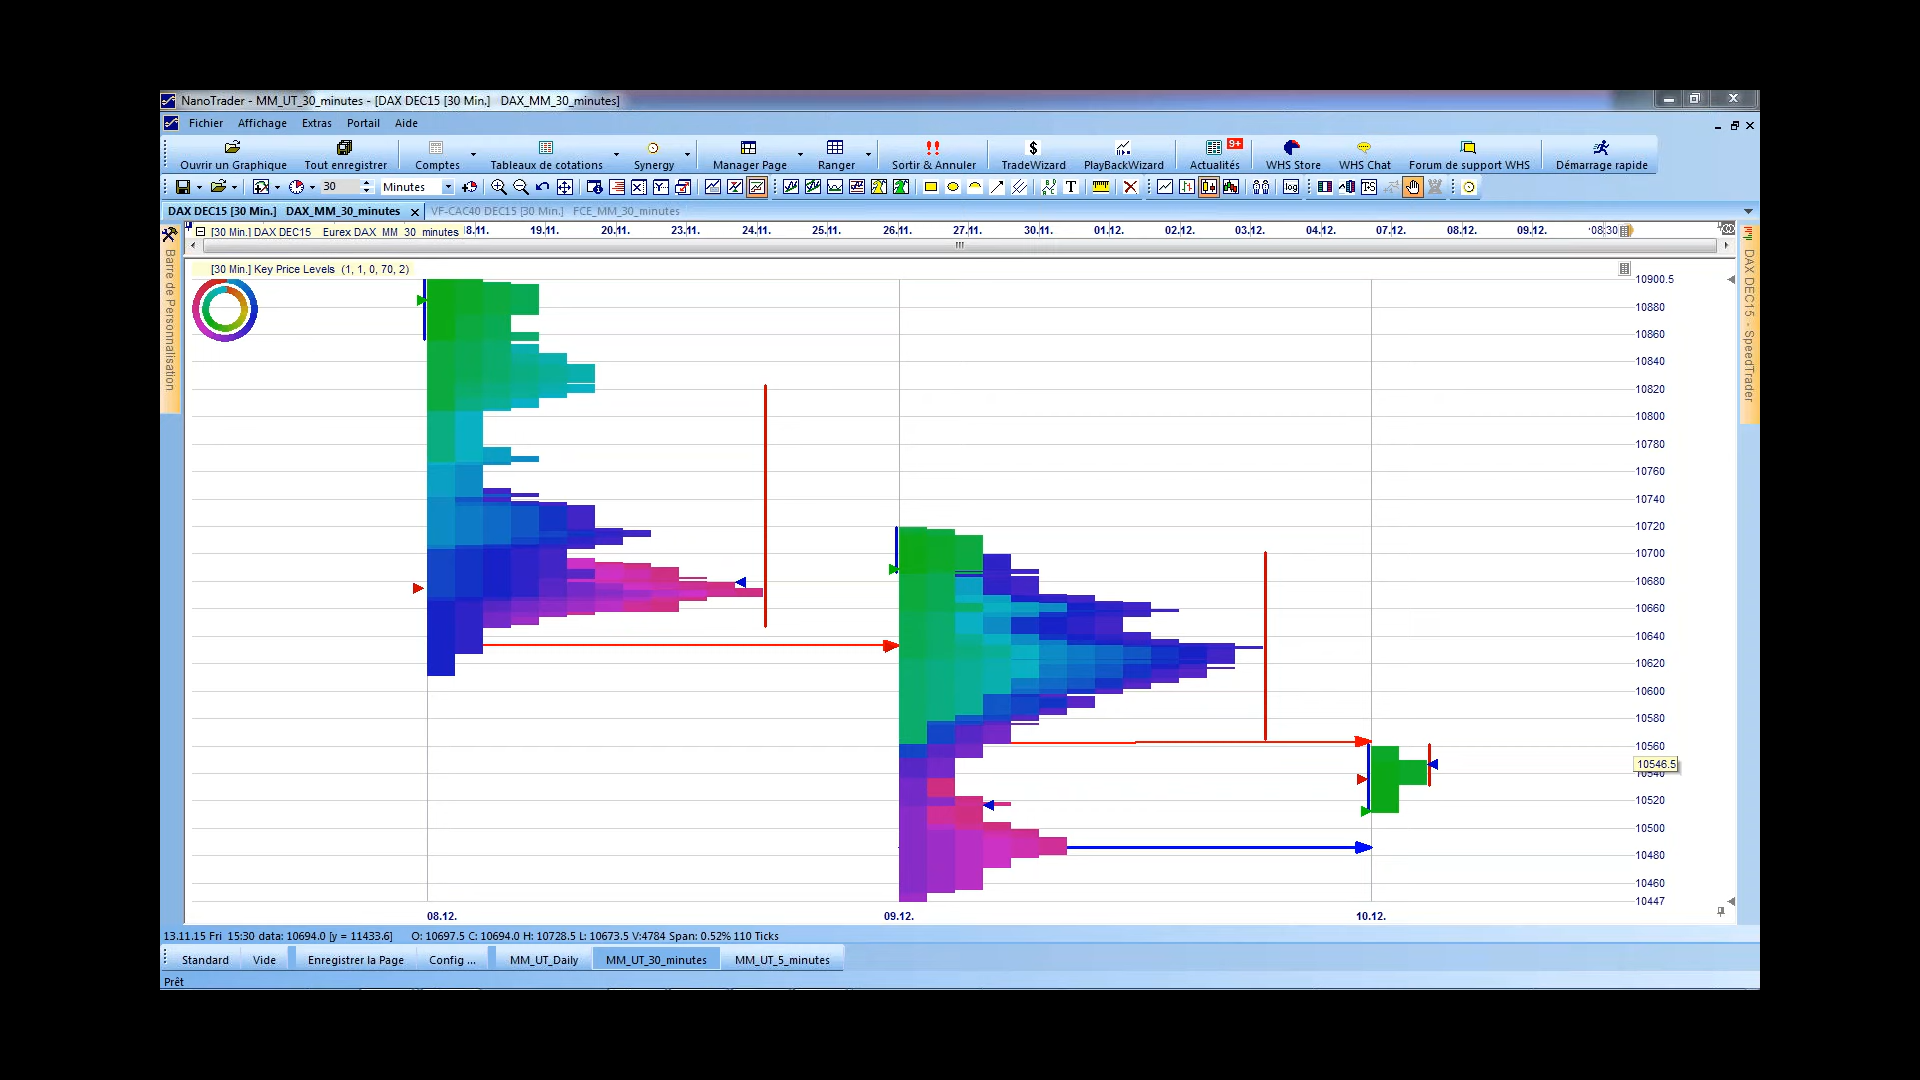 NanoTrader - MM_UT_30_minutes - [DAX DEC15 [30 Min.] DAX_MM_30_minutes]
Fichier Affichage Extras Portail Aide
Ouvrir un Graphique Tout enregistrer Comptes Tableaux de cotations Synergy Manager Page Ranger Sortir & Annuler TradeWizard PlayBackWizard 9+ Actualités WHS Store WHS Chat Forum de support WHS Démarrage rapide
30 Minutes
DAX DEC15 [30 Min.] DAX_MM_30_minutes VF-CAC40 DEC15 [30 Min.] FCE_MM_30_minutes
[30 Min.] DAX DEC15 Eurex DAX MM 30 minutes 8.11. 19.11. 20.11. 23.11. 24.11. 25.11. 26.11. 27.11. 30.11. 01.12. 02.12. 03.12. 04.12. 07.12. 08.12. 09.12. 08:30
[30 Min.] Key Price Levels (1, 1, 0, 70, 2)
Barre de Personnalisation
DAX DEC15 - SpeedTrader
10900.5
10880
10860
10840
10820
10800
10780
10760
10740
10720
10700
10680
10660
10640
10620
10600
10580
10560
10546.5
10540
10520
10500
10480
10460
10447
08.12. 09.12. 10.12.
13.11.15 Fri 15:30 data: 10694.0 [y = 11433.6] O: 10697.5 C: 10694.0 H: 10728.5 L: 10673.5 V:4784 Span: 0.52% 110 Ticks
Standard Vide Enregistrer la Page Config ... MM_UT_Daily MM_UT_30_minutes MM_UT_5_minutes
Prêt